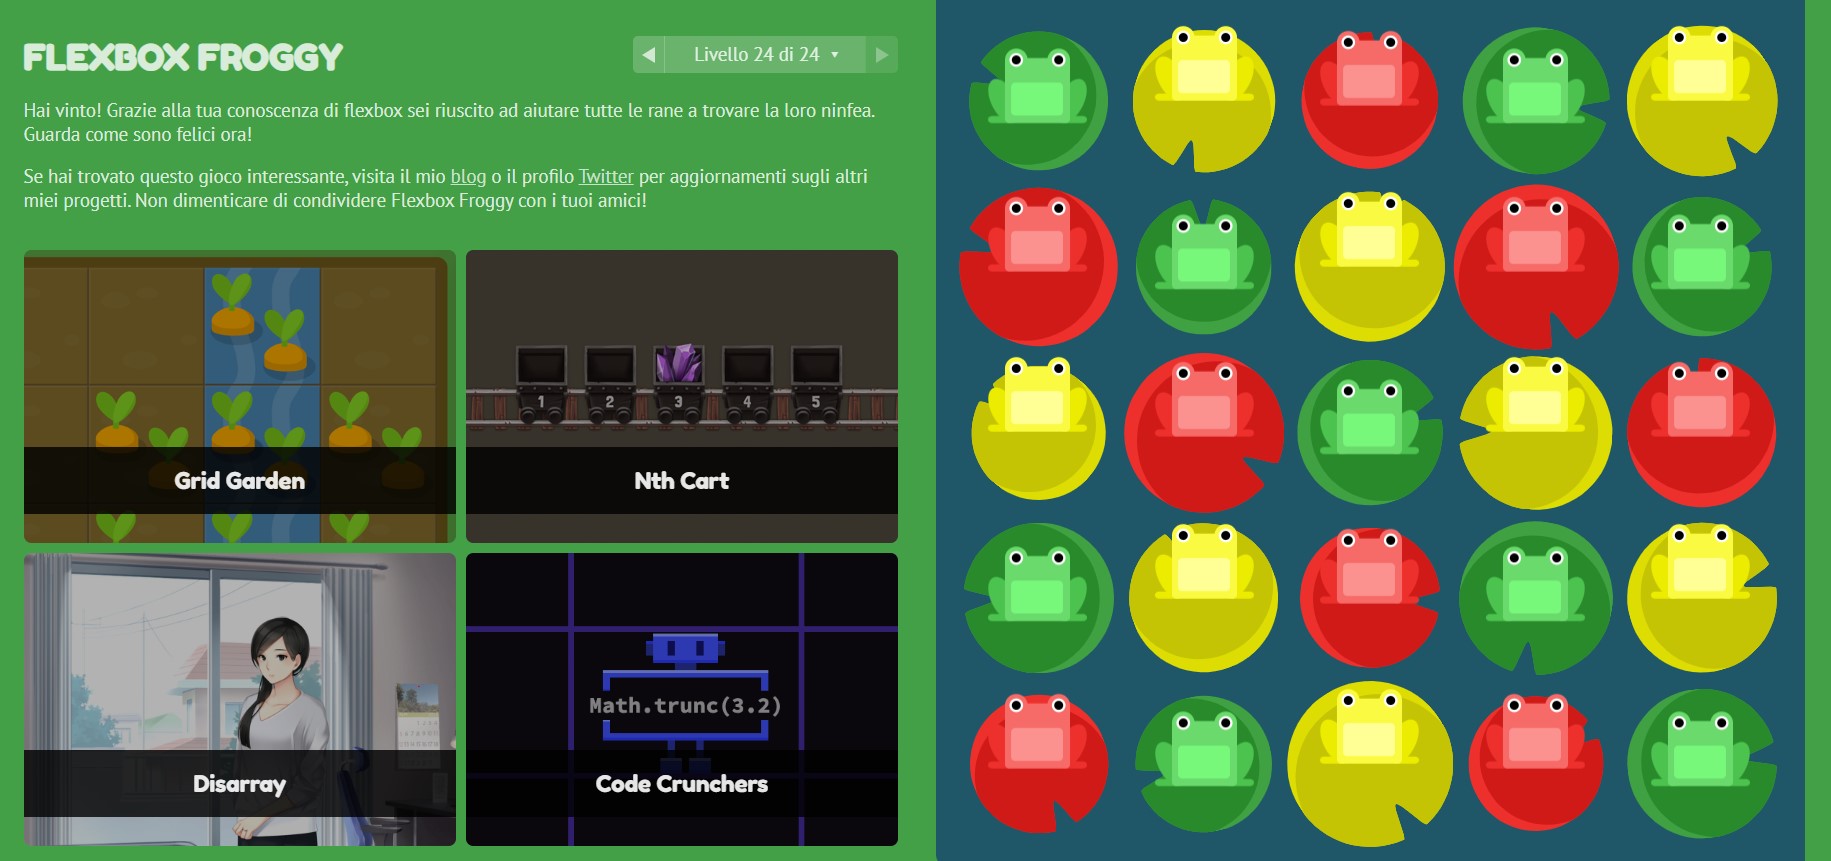 FLEXBOX FROGGY
Livello 24 di 24
Hai vinto! Grazie alla tua conoscenza di flexbox sei riuscito ad aiutare tutte le rane a trovare la loro ninfea.
Guarda come sono felici ora!
Se hai trovato questo gioco interessante, visita il mio blog o il profilo Twitter per aggiornamenti sugli altri
miei progetti. Non dimenticare di condividere Flexbox Froggy con i tuoi amici!
Grid Garden
1 2 3 4 5
Nth Cart
Disarray
Math.trunc(3.2)
Code Crunchers